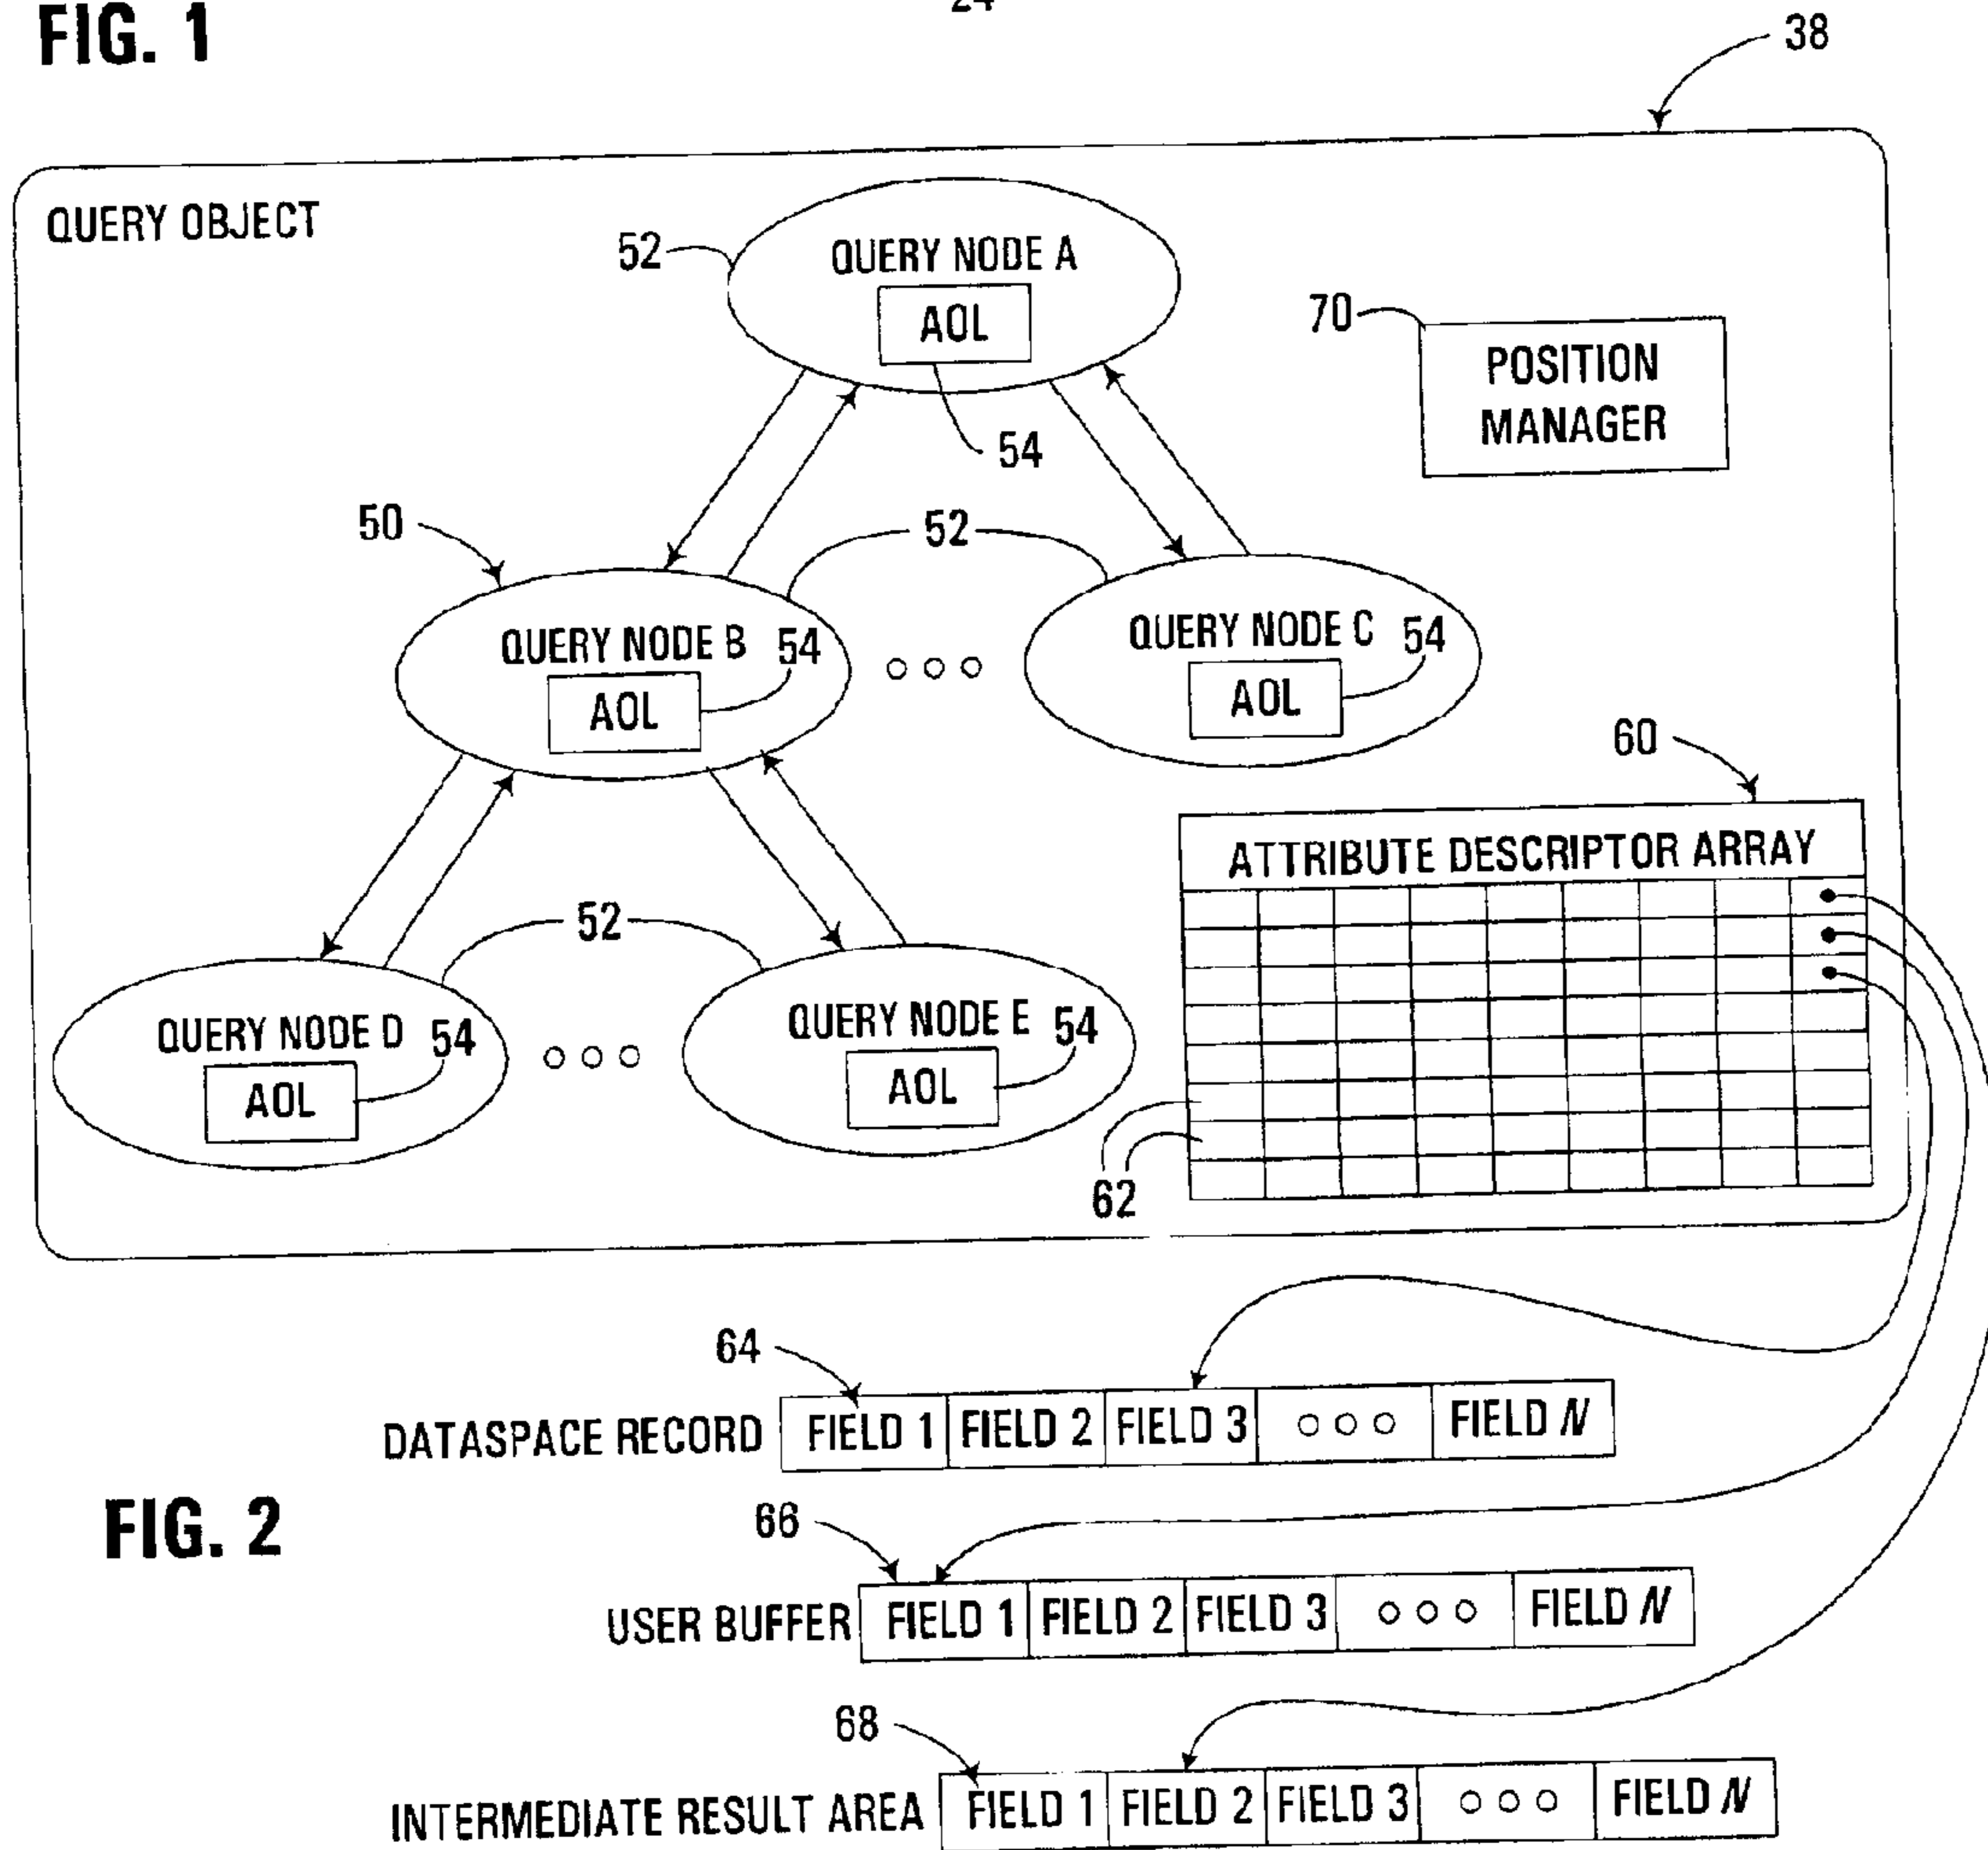 FIG. 1
24
38
QUERY OBJECT
52
QUERY NODE A
AOL
54
70
POSITION
MANAGER
50
52
QUERY NODE B
54
AOL
QUERY NODE C
54
AOL
60
ATTRIBUTE DESCRIPTOR ARRAY
52
QUERY NODE D
54
AOL
QUERY NODE E
54
AOL
62
64
DATASPACE RECORD FIELD 1 FIELD 2 FIELD 3 FIELD N
FIG. 2
66
USER BUFFER FIELD 1 FIELD 2 FIELD 3 FIELD N
68
INTERMEDIATE RESULT AREA FIELD 1 FIELD 2 FIELD 3 FIELD N